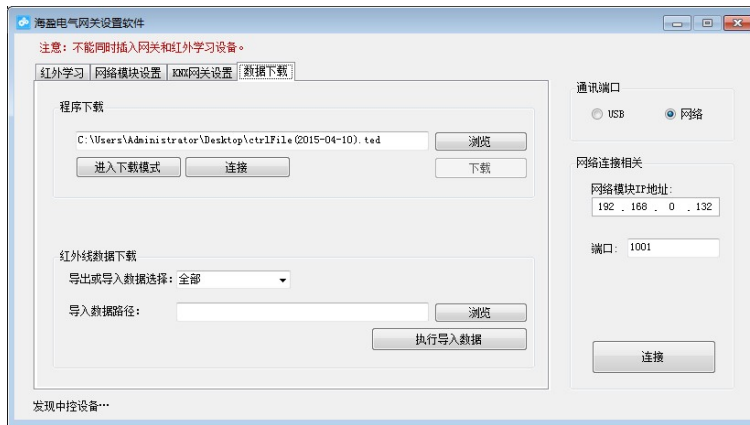 海盈电气网关设置软件
注意：不能同时插入网关和红外学习设备。
红外学习 网络模块设置 KNX网关设置 数据下载
程序下载
C:\Users\Administrator\Desktop\ctrlFile(2015-04-10).ted 浏览
进入下载模式 连接 下载
红外线数据下载
导出或导入数据选择：全部
导入数据路径： 浏览
执行导入数据
通讯端口
USB 网络
网络连接相关
网络模块IP地址:
192 . 168 . 0 . 132
端口: 1001
连接
发现中控设备…